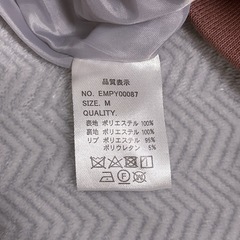 品質表示
NO. EMPY00087
SIZE. M
QUALITY.
表地 ポリエステル 100%
裏地 ポリエステル 100%
リブ ポリエステル 95%
ポリウレタン 5%